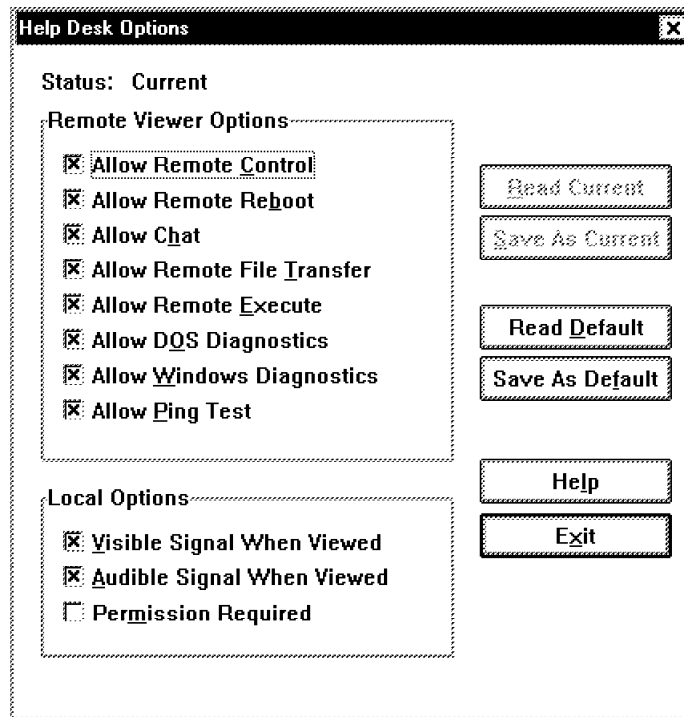 Help Desk Options
Status: Current
Remote Viewer Options
Allow Remote Control
Allow Remote Reboot
Allow Chat
Allow Remote File Transfer
Allow Remote Execute
Allow DOS Diagnostics
Allow Windows Diagnostics
Allow Ping Test
Read Current
Save As Current
Read Default
Save As Default
Help
Exit
Local Options
Visible Signal When Viewed
Audible Signal When Viewed
Permission Required